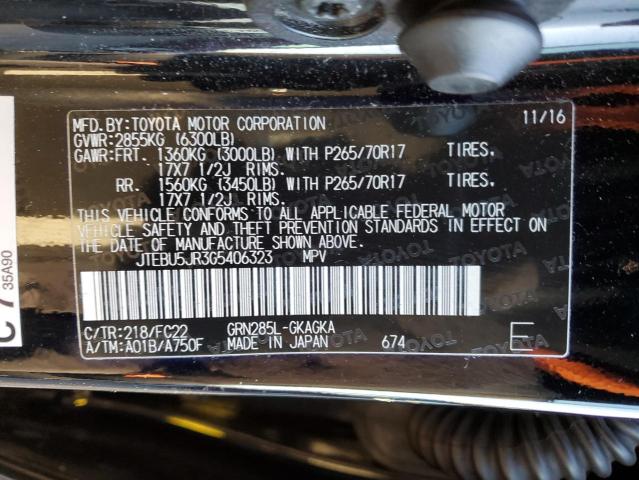 MFD.BY:TOYOTA MOTOR CORPORATION 11/16
GVWR:2855KG (6300LB)
GAWR:FRT. 1360KG (3000LB) WITH P265/70R17 TIRES,
17X7 1/2J RIMS.
RR. 1560KG (3450LB) WITH P265/70R17 TIRES,
17X7 1/2J RIMS.
THIS VEHICLE CONFORMS TO ALL APPLICABLE FEDERAL MOTOR
VEHICLE SAFETY AND THEFT PREVENTION STANDARDS IN EFFECT ON
THE DATE OF MANUFACTURE SHOWN ABOVE.
JTEBU5JR3G5406323 MPV
C/TR:218/FC22 GRN285L-GKAGKA
A/TM:A01B/A750F MADE IN JAPAN 674 E
35A90